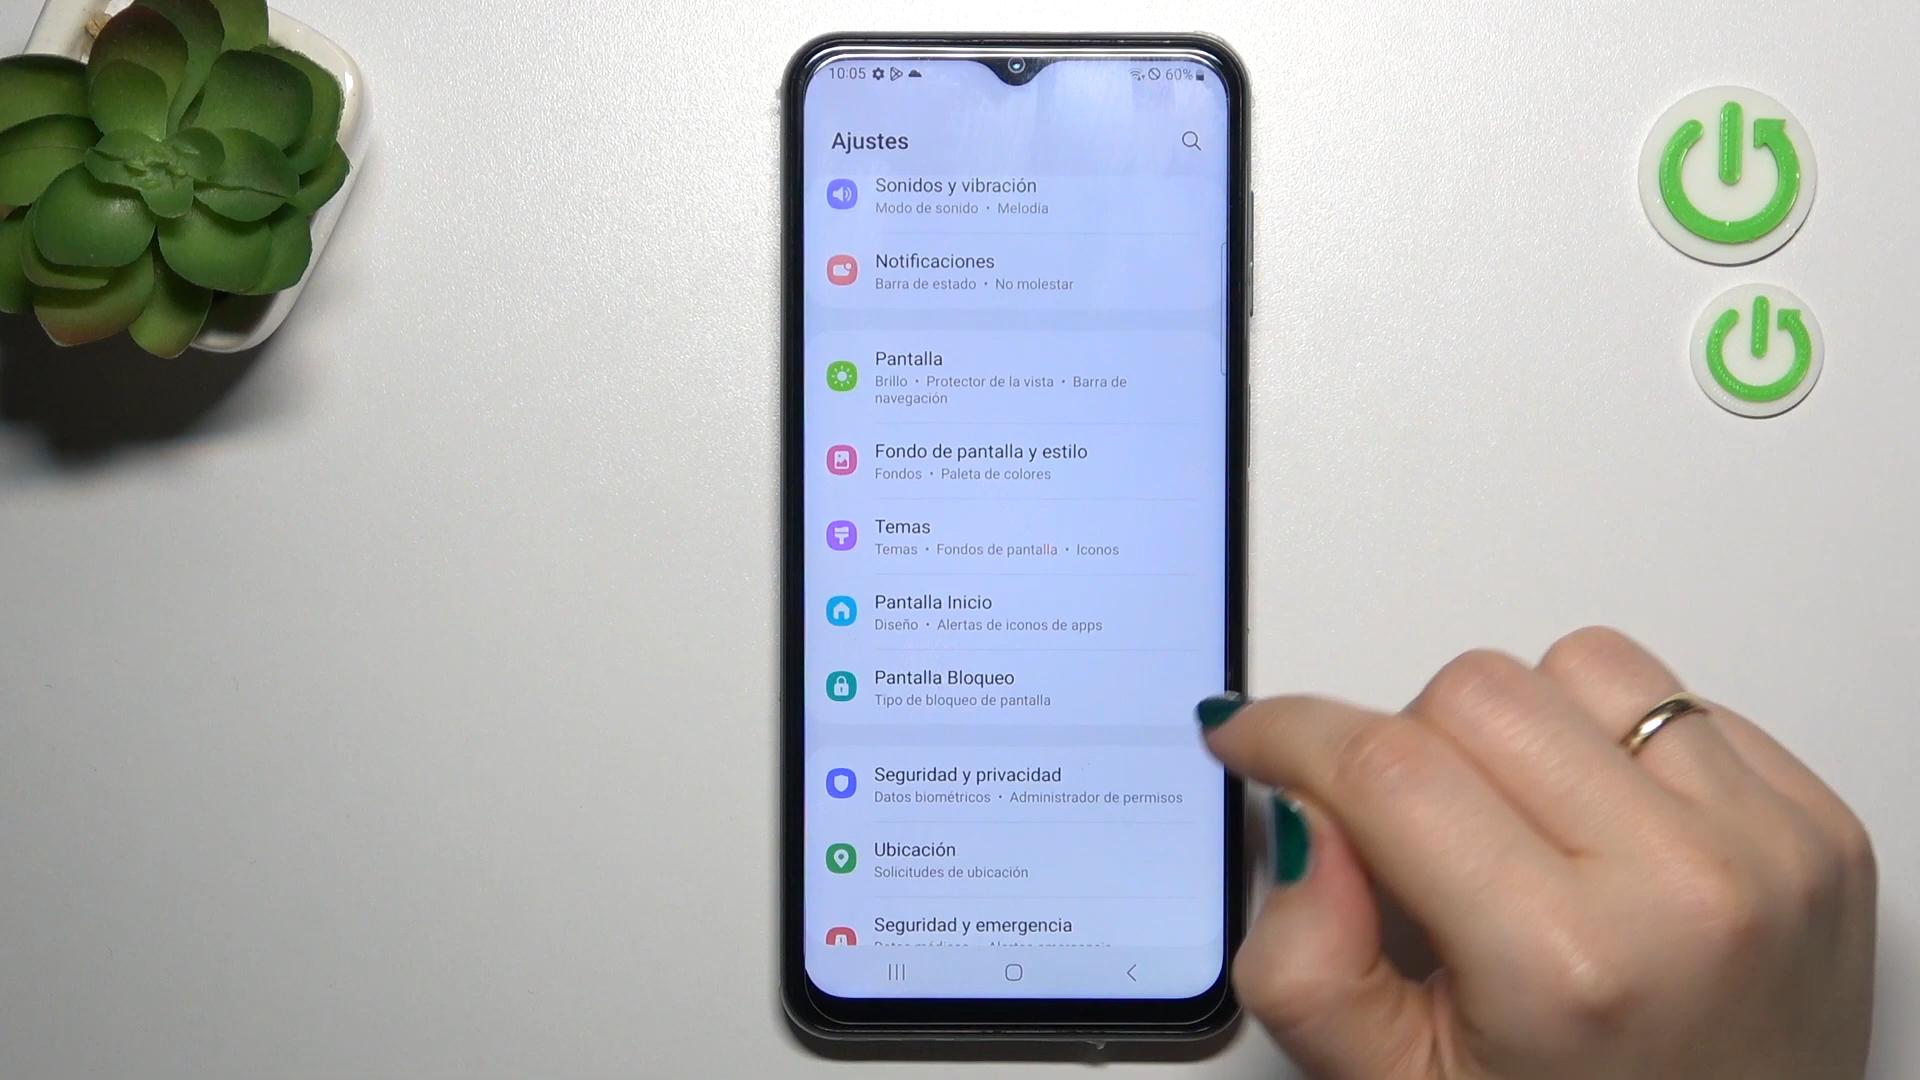 10:05 60%
Ajustes
Sonidos y vibración
Modo de sonido • Melodía
Notificaciones
Barra de estado • No molestar
Pantalla
Brillo • Protector de la vista • Barra de
navegación
Fondo de pantalla y estilo
Fondos • Paleta de colores
Temas
Temas • Fondos de pantalla • Iconos
Pantalla Inicio
Diseño • Alertas de iconos de apps
Pantalla Bloqueo
Tipo de bloqueo de pantalla
Seguridad y privacidad
Datos biométricos • Administrador de permisos
Ubicación
Solicitudes de ubicación
Seguridad y emergencia